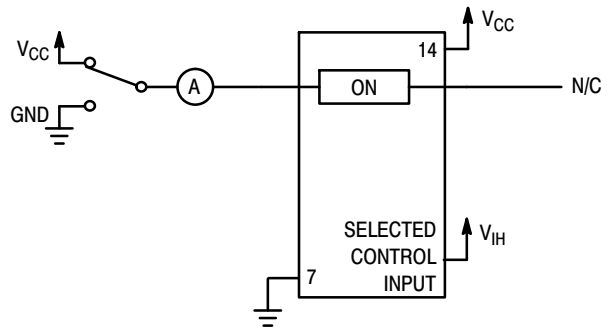 VCC
14
VCC
A
ON
N/C
GND
SELECTED
CONTROL
INPUT
VIH
7